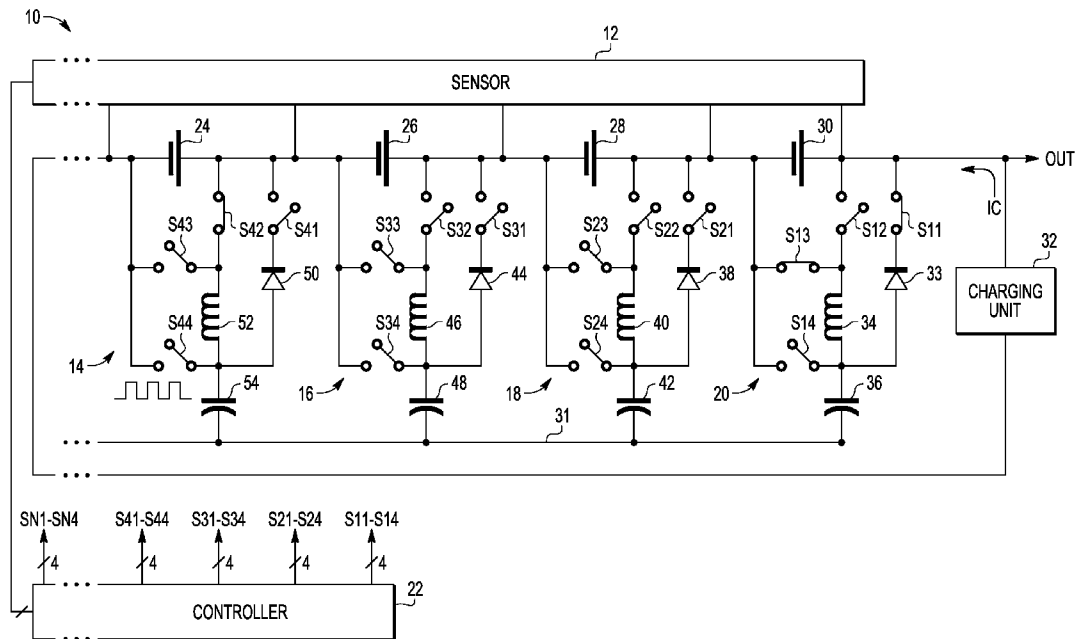 10
12
SENSOR
24
26
28
30
OUT
IC
S43
S42
S41
S33
S32
S31
S23
S22
S21
S13
S12
S11
32
CHARGING
UNIT
50
44
38
33
52
46
40
34
S44
S34
S24
S14
14
16
18
20
54
48
42
36
31
SN1-SN4
S41-S44
S31-S34
S21-S24
S11-S14
4
4
4
4
4
22
CONTROLLER